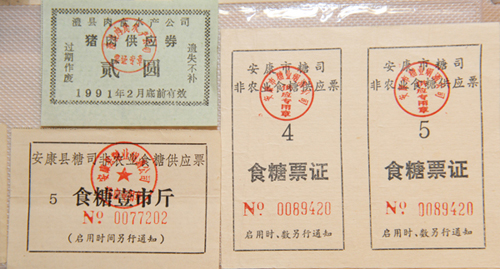 澧县肉食水产公司
猪肉供应券
过期作废
贰圆
遗失不补
1991年2月底前有效
安康县糖司非农业食糖供应票
5 食糖壹市斤
№ 0077202
(启用时间另行通知)
安康市糖司
非农业食糖供应票
4
食糖票证
№ 0089420
启用时、数另行通知
安康市糖司
非农业食糖供应票
5
食糖票证
№ 0089420
启用时、数另行通知